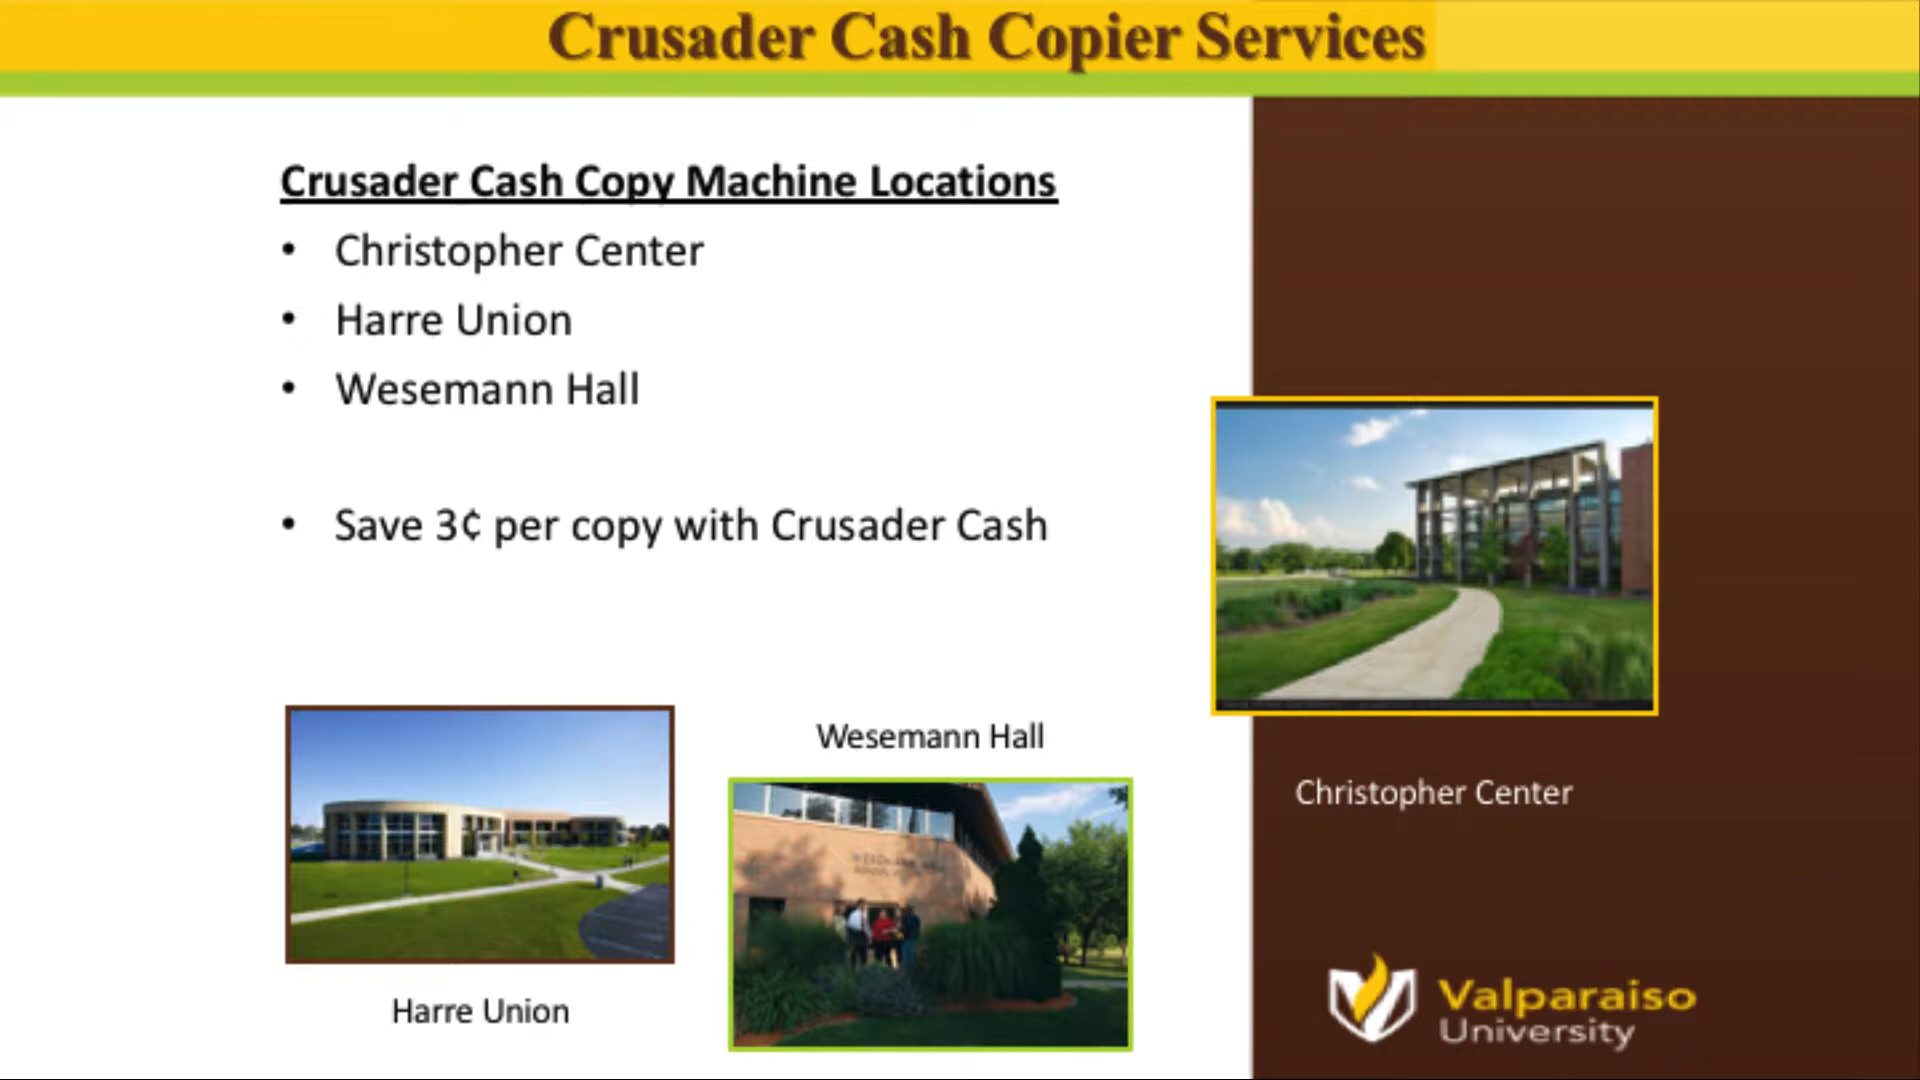 Crusader Cash Copier Services
Crusader Cash Copy Machine Locations
• Christopher Center
• Harre Union
• Wesemann Hall
• Save 3¢ per copy with Crusader Cash
Wesemann Hall
Christopher Center
Harre Union
Valparaiso
University